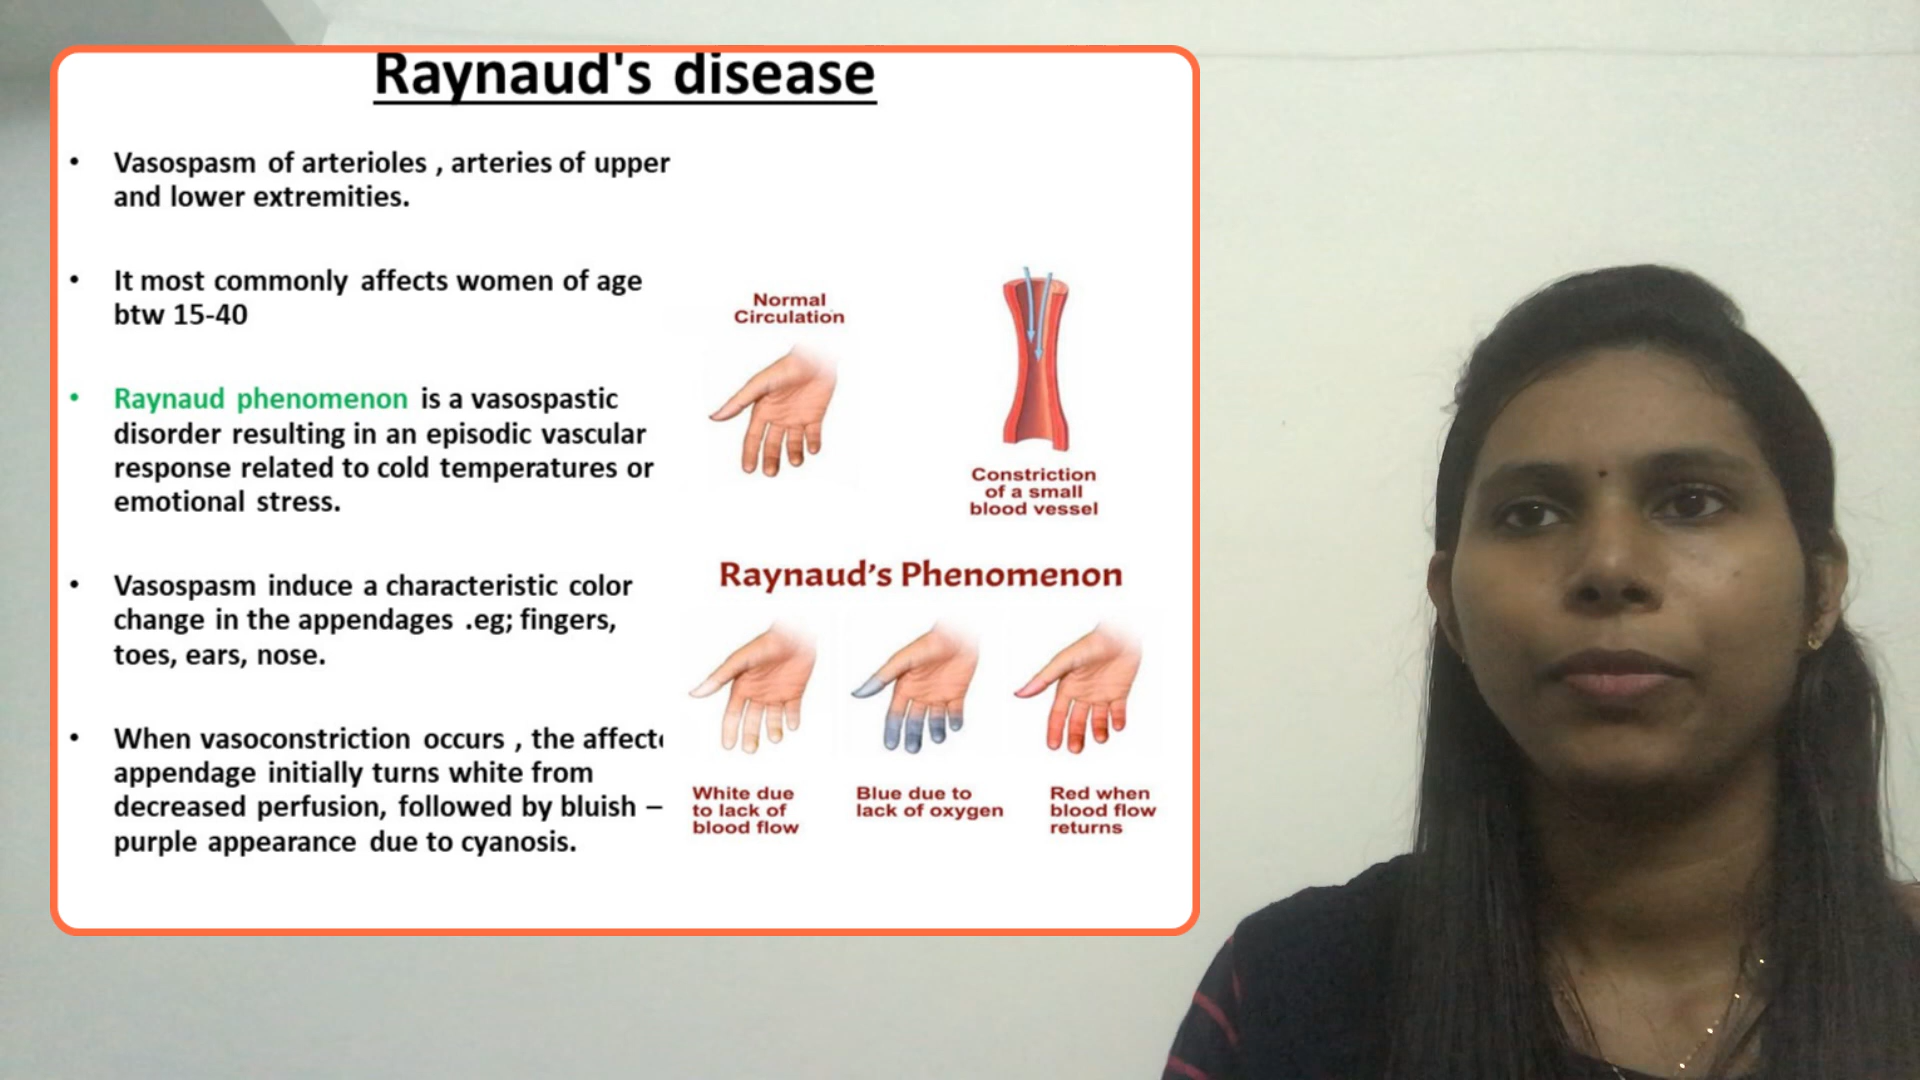 Raynaud's disease
• Vasospasm of arterioles , arteries of upper
and lower extremities.
• It most commonly affects women of age
btw 15-40
• Raynaud phenomenon is a vasospastic
disorder resulting in an episodic vascular
response related to cold temperatures or
emotional stress.
• Vasospasm induce a characteristic color
change in the appendages .eg; fingers,
toes, ears, nose.
• When vasoconstriction occurs , the
appendage initially turns white from
decreased perfusion, followed by bluish –
purple appearance due to cyanosis.
Normal
Circulation
Constriction
of a small
blood vessel
Raynaud's Phenomenon
White due
to lack of
blood flow
Blue due to
lack of oxygen
Red when
blood flow
returns